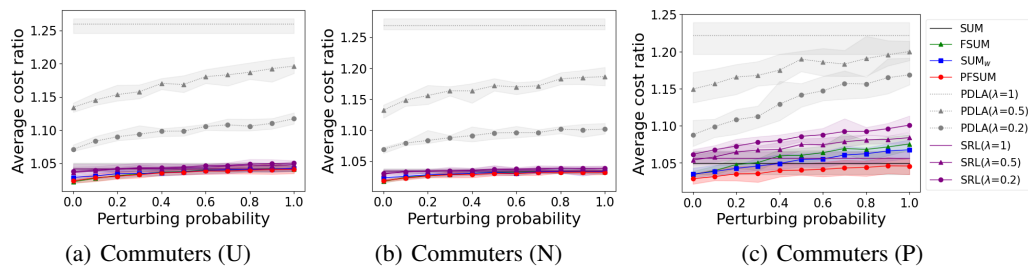 Average cost ratio
1.25
1.20
1.15
1.10
1.05
0.0 0.2 0.4 0.6 0.8 1.0
Perturbing probability
(a) Commuters (U)
Average cost ratio
1.25
1.20
1.15
1.10
1.05
0.0 0.2 0.4 0.6 0.8 1.0
Perturbing probability
(b) Commuters (N)
Average cost ratio
1.25
1.20
1.15
1.10
1.05
1.00
0.0 0.2 0.4 0.6 0.8 1.0
Perturbing probability
(c) Commuters (P)
SUM
FSUM
SUMw
PFSUM
PDLA(λ=1)
PDLA(λ=0.5)
PDLA(λ=0.2)
SRL(λ=1)
SRL(λ=0.5)
SRL(λ=0.2)